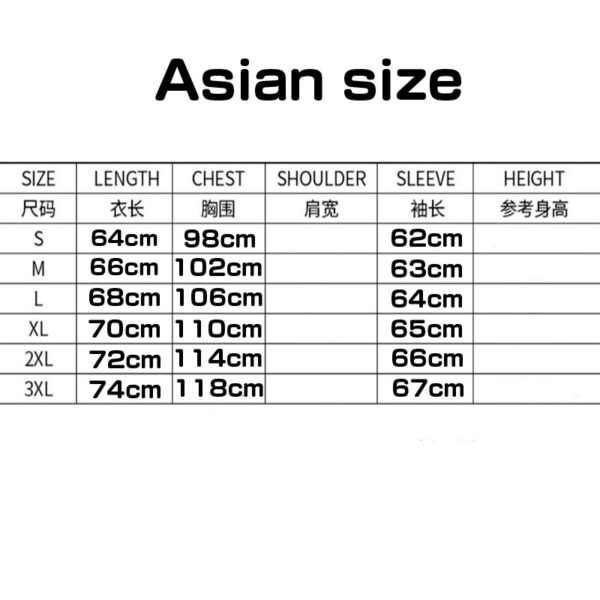 Asian size
SIZE LENGTH CHEST SHOULDER SLEEVE HEIGHT
尺码 衣长 胸围 肩宽 袖长 参考身高
S 64cm 98cm 62cm
M 66cm 102cm 63cm
L 68cm 106cm 64cm
XL 70cm 110cm 65cm
2XL 72cm 114cm 66cm
3XL 74cm 118cm 67cm